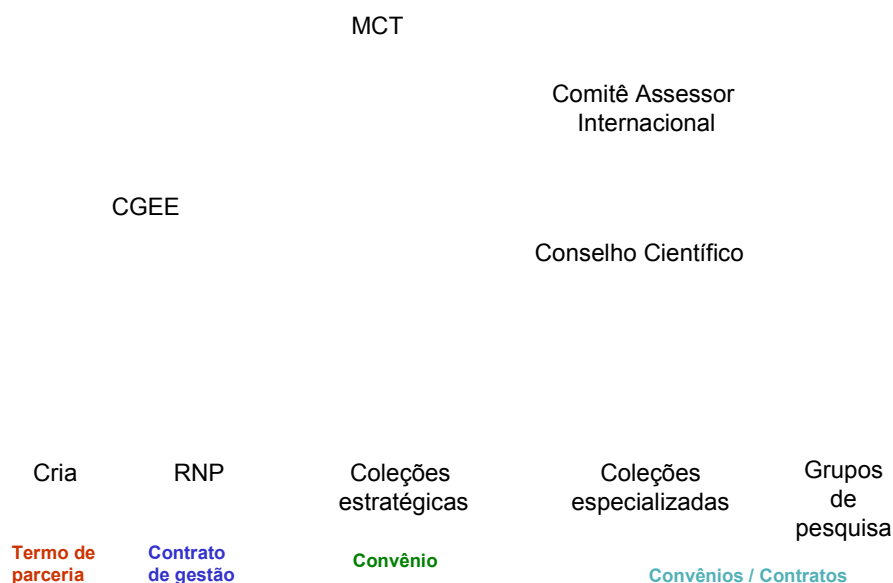 MCT
Comitê Assessor
Internacional
CGEE
Conselho Científico
Cria
RNP
Coleções
estratégicas
Coleções
especializadas
Grupos
de
pesquisa
Termo de
parceria
Contrato
de gestão
Convênio
Convênios / Contratos